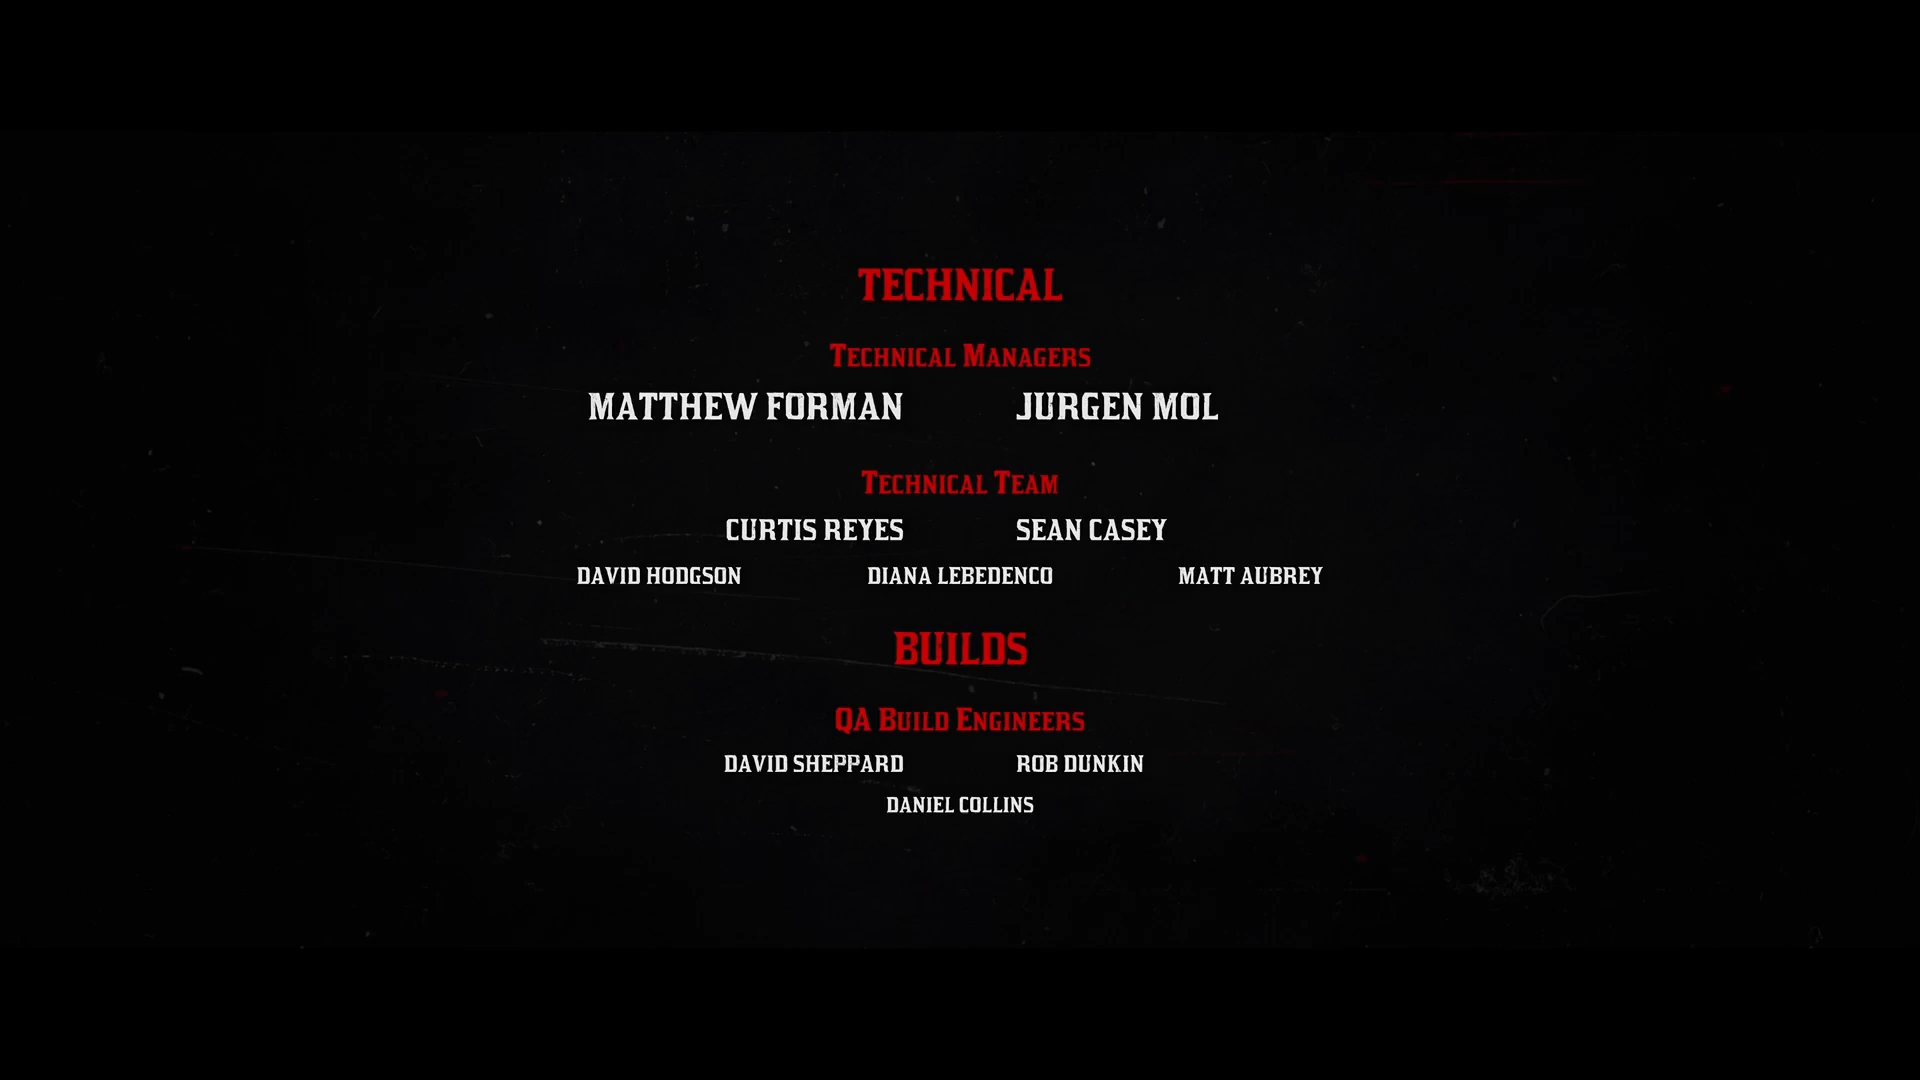 TECHNICAL
TECHNICAL MANAGERS
MATTHEW FORMAN JURGEN MOL
TECHNICAL TEAM
CURTIS REYES SEAN CASEY
DAVID HODGSON DIANA LEBEDENCO MATT AUBREY
BUILDS
QA BUILD ENGINEERS
DAVID SHEPPARD ROB DUNKIN
DANIEL COLLINS